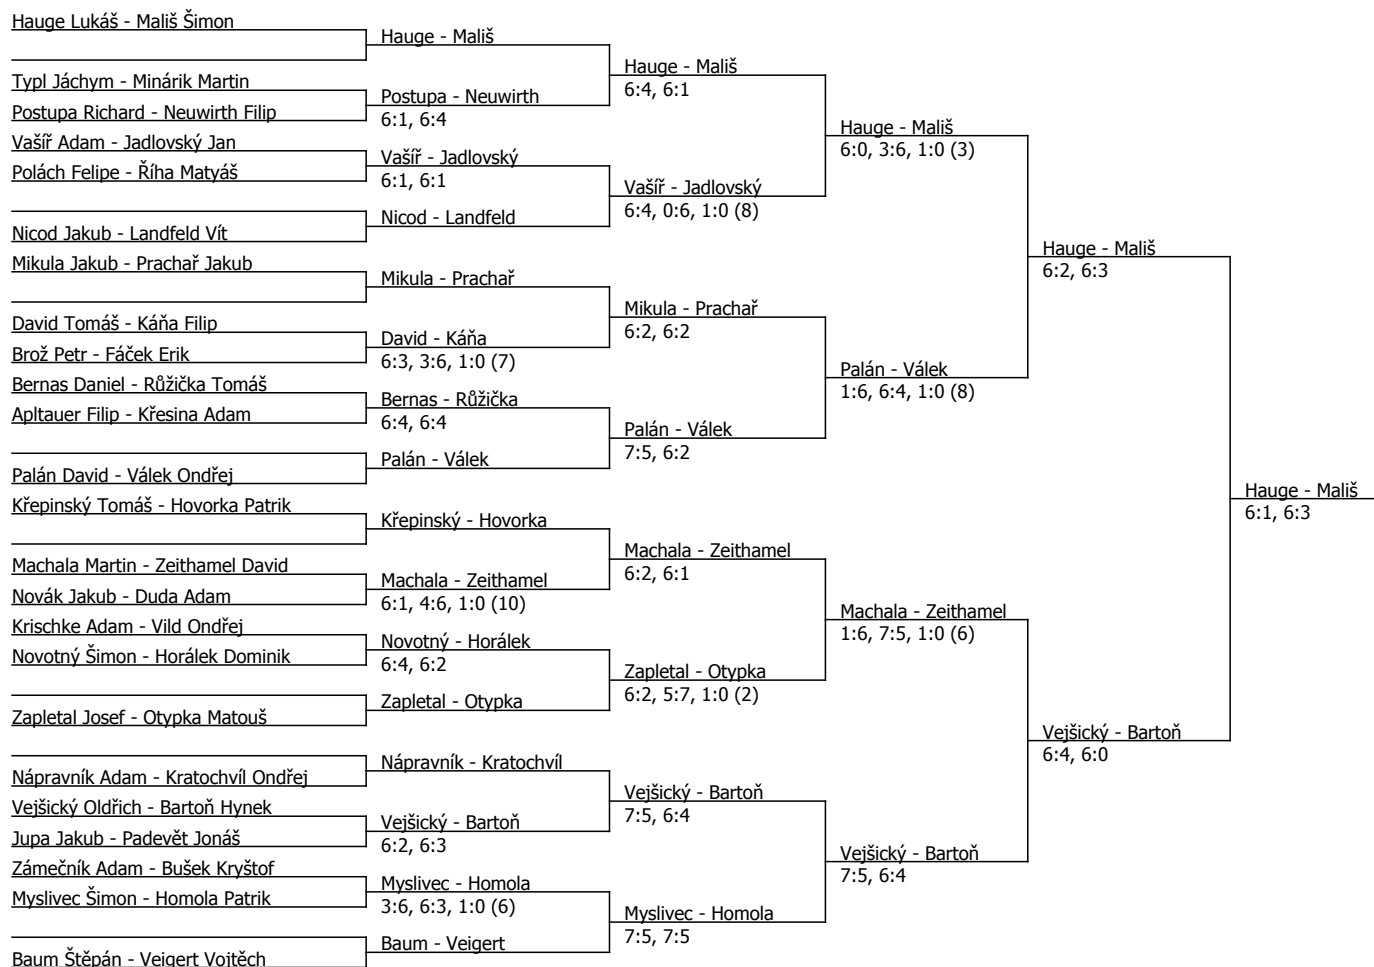 Hauge Lukáš - Mališ Šimon
Typl Jáchym - Minárik Martin
Postupa Richard - Neuwirth Filip
Vašíř Adam - Jadlovský Jan
Polách Felipe - Říha Matyáš
Nicod Jakub - Landfeld Vít
Mikula Jakub - Prachař Jakub
David Tomáš - Káňa Filip
Brož Petr - Fáček Erik
Bernas Daniel - Růžička Tomáš
Apltauer Filip - Křesina Adam
Palán David - Válek Ondřej
Křepinský Tomáš - Hovorka Patrik
Machala Martin - Zeithamel David
Novák Jakub - Duda Adam
Krischke Adam - Vild Ondřej
Novotný Šimon - Horálek Dominik
Zapletal Josef - Otypka Matouš
Nápravník Adam - Kratochvíl Ondřej
Vejšický Oldřich - Bartoň Hynek
Jupa Jakub - Padevět Jonáš
Zámečník Adam - Bušek Kryštof
Myslivec Šimon - Homola Patrik
Baum Štěpán - Veigert Vojtěch
Hauge - Mališ
Postupa - Neuwirth
6:1, 6:4
Vašíř - Jadlovský
6:1, 6:1
Nicod - Landfeld
Mikula - Prachař
David - Káňa
6:3, 3:6, 1:0 (7)
Bernas - Růžička
6:4, 6:4
Palán - Válek
Křepinský - Hovorka
Machala - Zeithamel
6:1, 4:6, 1:0 (10)
Novotný - Horálek
6:4, 6:2
Zapletal - Otypka
Nápravník - Kratochvíl
Vejšický - Bartoň
6:2, 6:3
Myslivec - Homola
3:6, 6:3, 1:0 (6)
Baum - Veigert
Hauge - Mališ
6:4, 6:1
Vašíř - Jadlovský
6:4, 0:6, 1:0 (8)
Mikula - Prachař
6:2, 6:2
Palán - Válek
7:5, 6:2
Machala - Zeithamel
6:2, 6:1
Zapletal - Otypka
6:2, 5:7, 1:0 (2)
Vejšický - Bartoň
7:5, 6:4
Myslivec - Homola
7:5, 7:5
Hauge - Mališ
6:0, 3:6, 1:0 (3)
Palán - Válek
1:6, 6:4, 1:0 (8)
Machala - Zeithamel
1:6, 7:5, 1:0 (6)
Vejšický - Bartoň
7:5, 6:4
Hauge - Mališ
6:2, 6:3
Vejšický - Bartoň
6:4, 6:0
Hauge - Mališ
6:1, 6:3